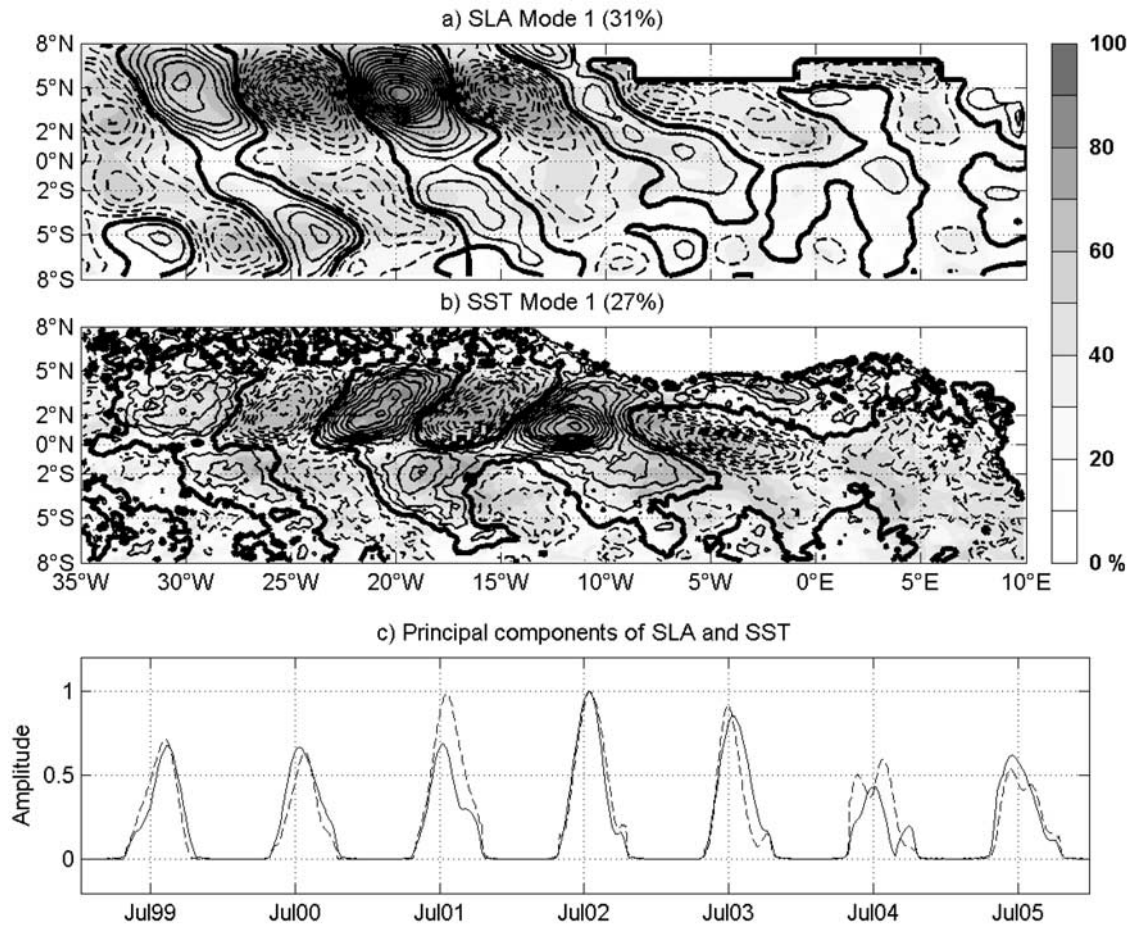 a) SLA Mode 1 (31%)
8°N
5°N
2°N
0°N
2°S
5°S
8°S
b) SST Mode 1 (27%)
8°N
5°N
2°N
0°N
2°S
5°S
8°S
35°W 30°W 25°W 20°W 15°W 10°W 5°W 0°E 5°E 10°E
100
80
60
40
20
0 %
c) Principal components of SLA and SST
Amplitude
1
0.5
0
Jul99 Jul00 Jul01 Jul02 Jul03 Jul04 Jul05